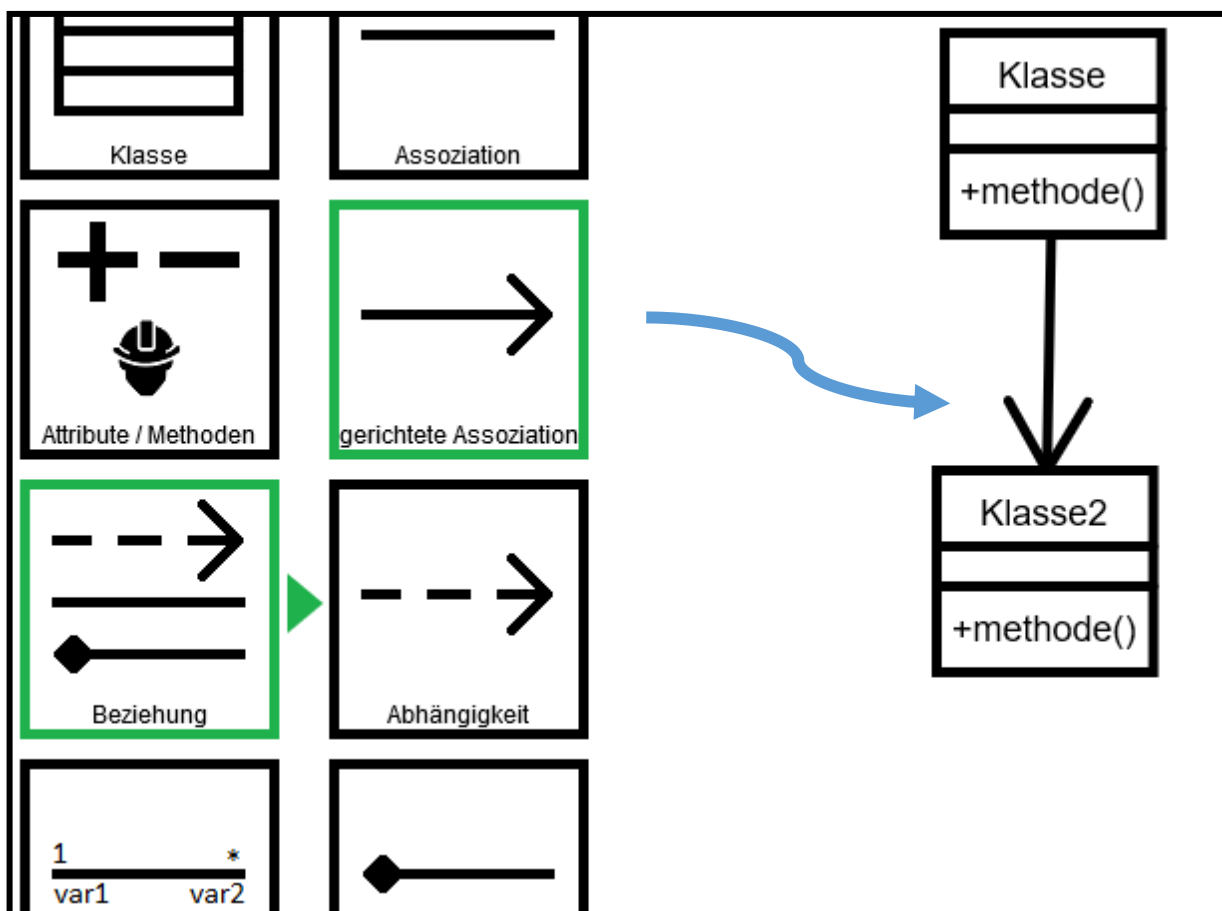 Klasse
Assoziation
Attribute / Methoden
gerichtete Assoziation
Beziehung
Abhängigkeit
1 *
var1 var2
Klasse
+methode()
Klasse2
+methode()